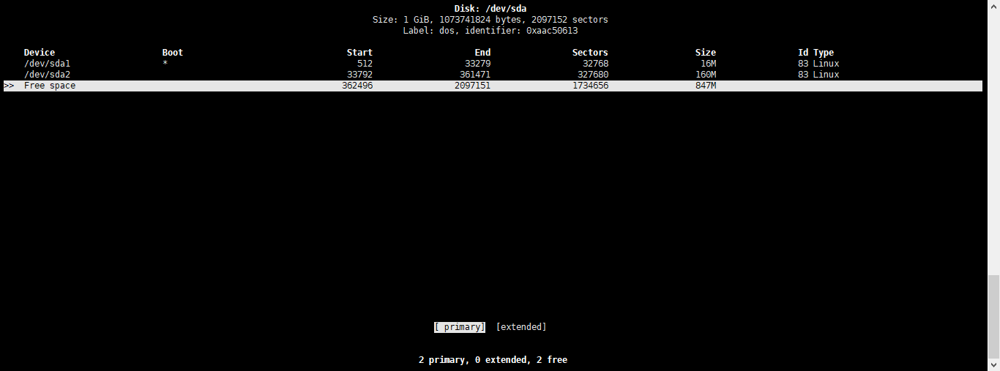 Disk: /dev/sda
Size: 1 GiB, 1073741824 bytes, 2097152 sectors
Label: dos, identifier: 0xaac50613
Device Boot Start End Sectors Size Id Type
/dev/sda1 * 512 33279 32768 16M 83 Linux
/dev/sda2 33792 361471 327680 160M 83 Linux
>> Free space 362496 2097151 1734656 847M
[ primary] [extended]
2 primary, 0 extended, 2 free